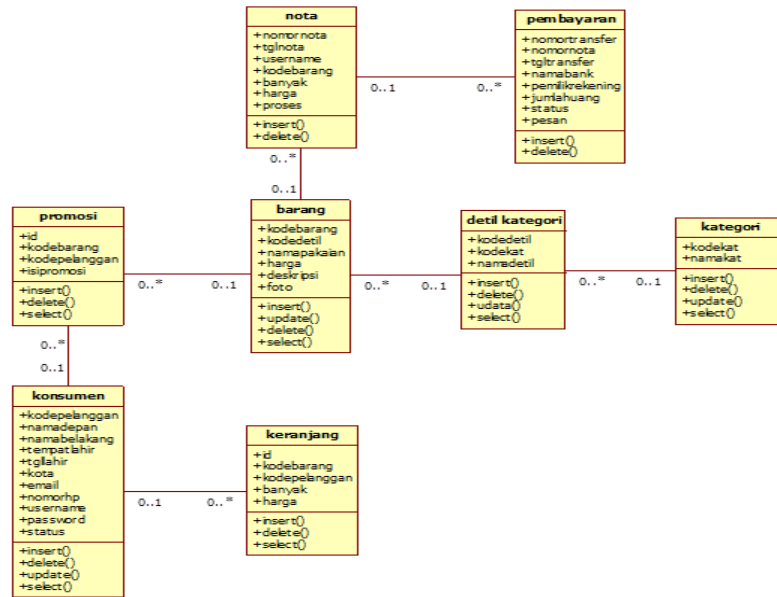 nota
+nomornota
+tglnota
+username
+kodebarang
+banyak
+harga
+proses
+insert()
+delete()
pembayaran
+nomortransfer
+nomornota
+tgltransfer
+namabank
+pemilikrekening
+jumlahuang
+status
+pesan
+insert()
+delete()
0..1
0..*
0..*
0..1
promosi
+id
+kodebarang
+kodepelanggan
+isipromosi
+insert()
+delete()
+select()
0..*
0..1
barang
+kodebarang
+kodedetil
+namapakaian
+harga
+deskripsi
+foto
+insert()
+update()
+delete()
+select()
0..*
0..1
detil kategori
+kodedetil
+kodekat
+namadetil
+insert()
+delete()
+udata()
+select()
0..*
0..1
kategori
+kodekat
+namakat
+insert()
+delete()
+update()
+select()
0..*
0..1
konsumen
+kodepelanggan
+namadepan
+namabelakang
+tempatlahir
+tgllahir
+kota
+email
+nomorhp
+username
+password
+status
+insert()
+delete()
+update()
+select()
0..1
0..*
keranjang
+id
+kodebarang
+kodepelanggan
+banyak
+harga
+insert()
+delete()
+select()